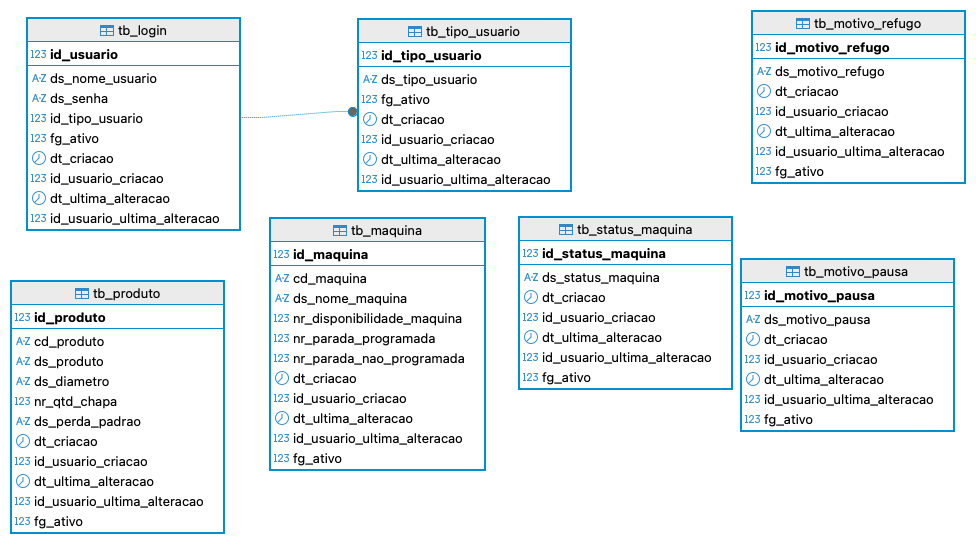 tb_login
123 id_usuario
A-Z ds_nome_usuario
A-Z ds_senha
123 id_tipo_usuario
123 fg_ativo
dt_criacao
123 id_usuario_criacao
dt_ultima_alteracao
123 id_usuario_ultima_alteracao
tb_tipo_usuario
123 id_tipo_usuario
A-Z ds_tipo_usuario
123 fg_ativo
dt_criacao
123 id_usuario_criacao
dt_ultima_alteracao
123 id_usuario_ultima_alteracao
tb_motivo_refugo
123 id_motivo_refugo
A-Z ds_motivo_refugo
dt_criacao
123 id_usuario_criacao
dt_ultima_alteracao
123 id_usuario_ultima_alteracao
123 fg_ativo
tb_produto
123 id_produto
A-Z cd_produto
A-Z ds_produto
A-Z ds_diametro
123 nr_qtd_chapa
A-Z ds_perda_padrao
dt_criacao
123 id_usuario_criacao
dt_ultima_alteracao
123 id_usuario_ultima_alteracao
123 fg_ativo
tb_maquina
123 id_maquina
A-Z cd_maquina
A-Z ds_nome_maquina
123 nr_disponibilidade_maquina
123 nr_parada_programada
123 nr_parada_nao_programada
dt_criacao
123 id_usuario_criacao
dt_ultima_alteracao
123 id_usuario_ultima_alteracao
123 fg_ativo
tb_status_maquina
123 id_status_maquina
A-Z ds_status_maquina
dt_criacao
123 id_usuario_criacao
dt_ultima_alteracao
123 id_usuario_ultima_alteracao
123 fg_ativo
tb_motivo_pausa
123 id_motivo_pausa
A-Z ds_motivo_pausa
dt_criacao
123 id_usuario_criacao
dt_ultima_alteracao
123 id_usuario_ultima_alteracao
123 fg_ativo